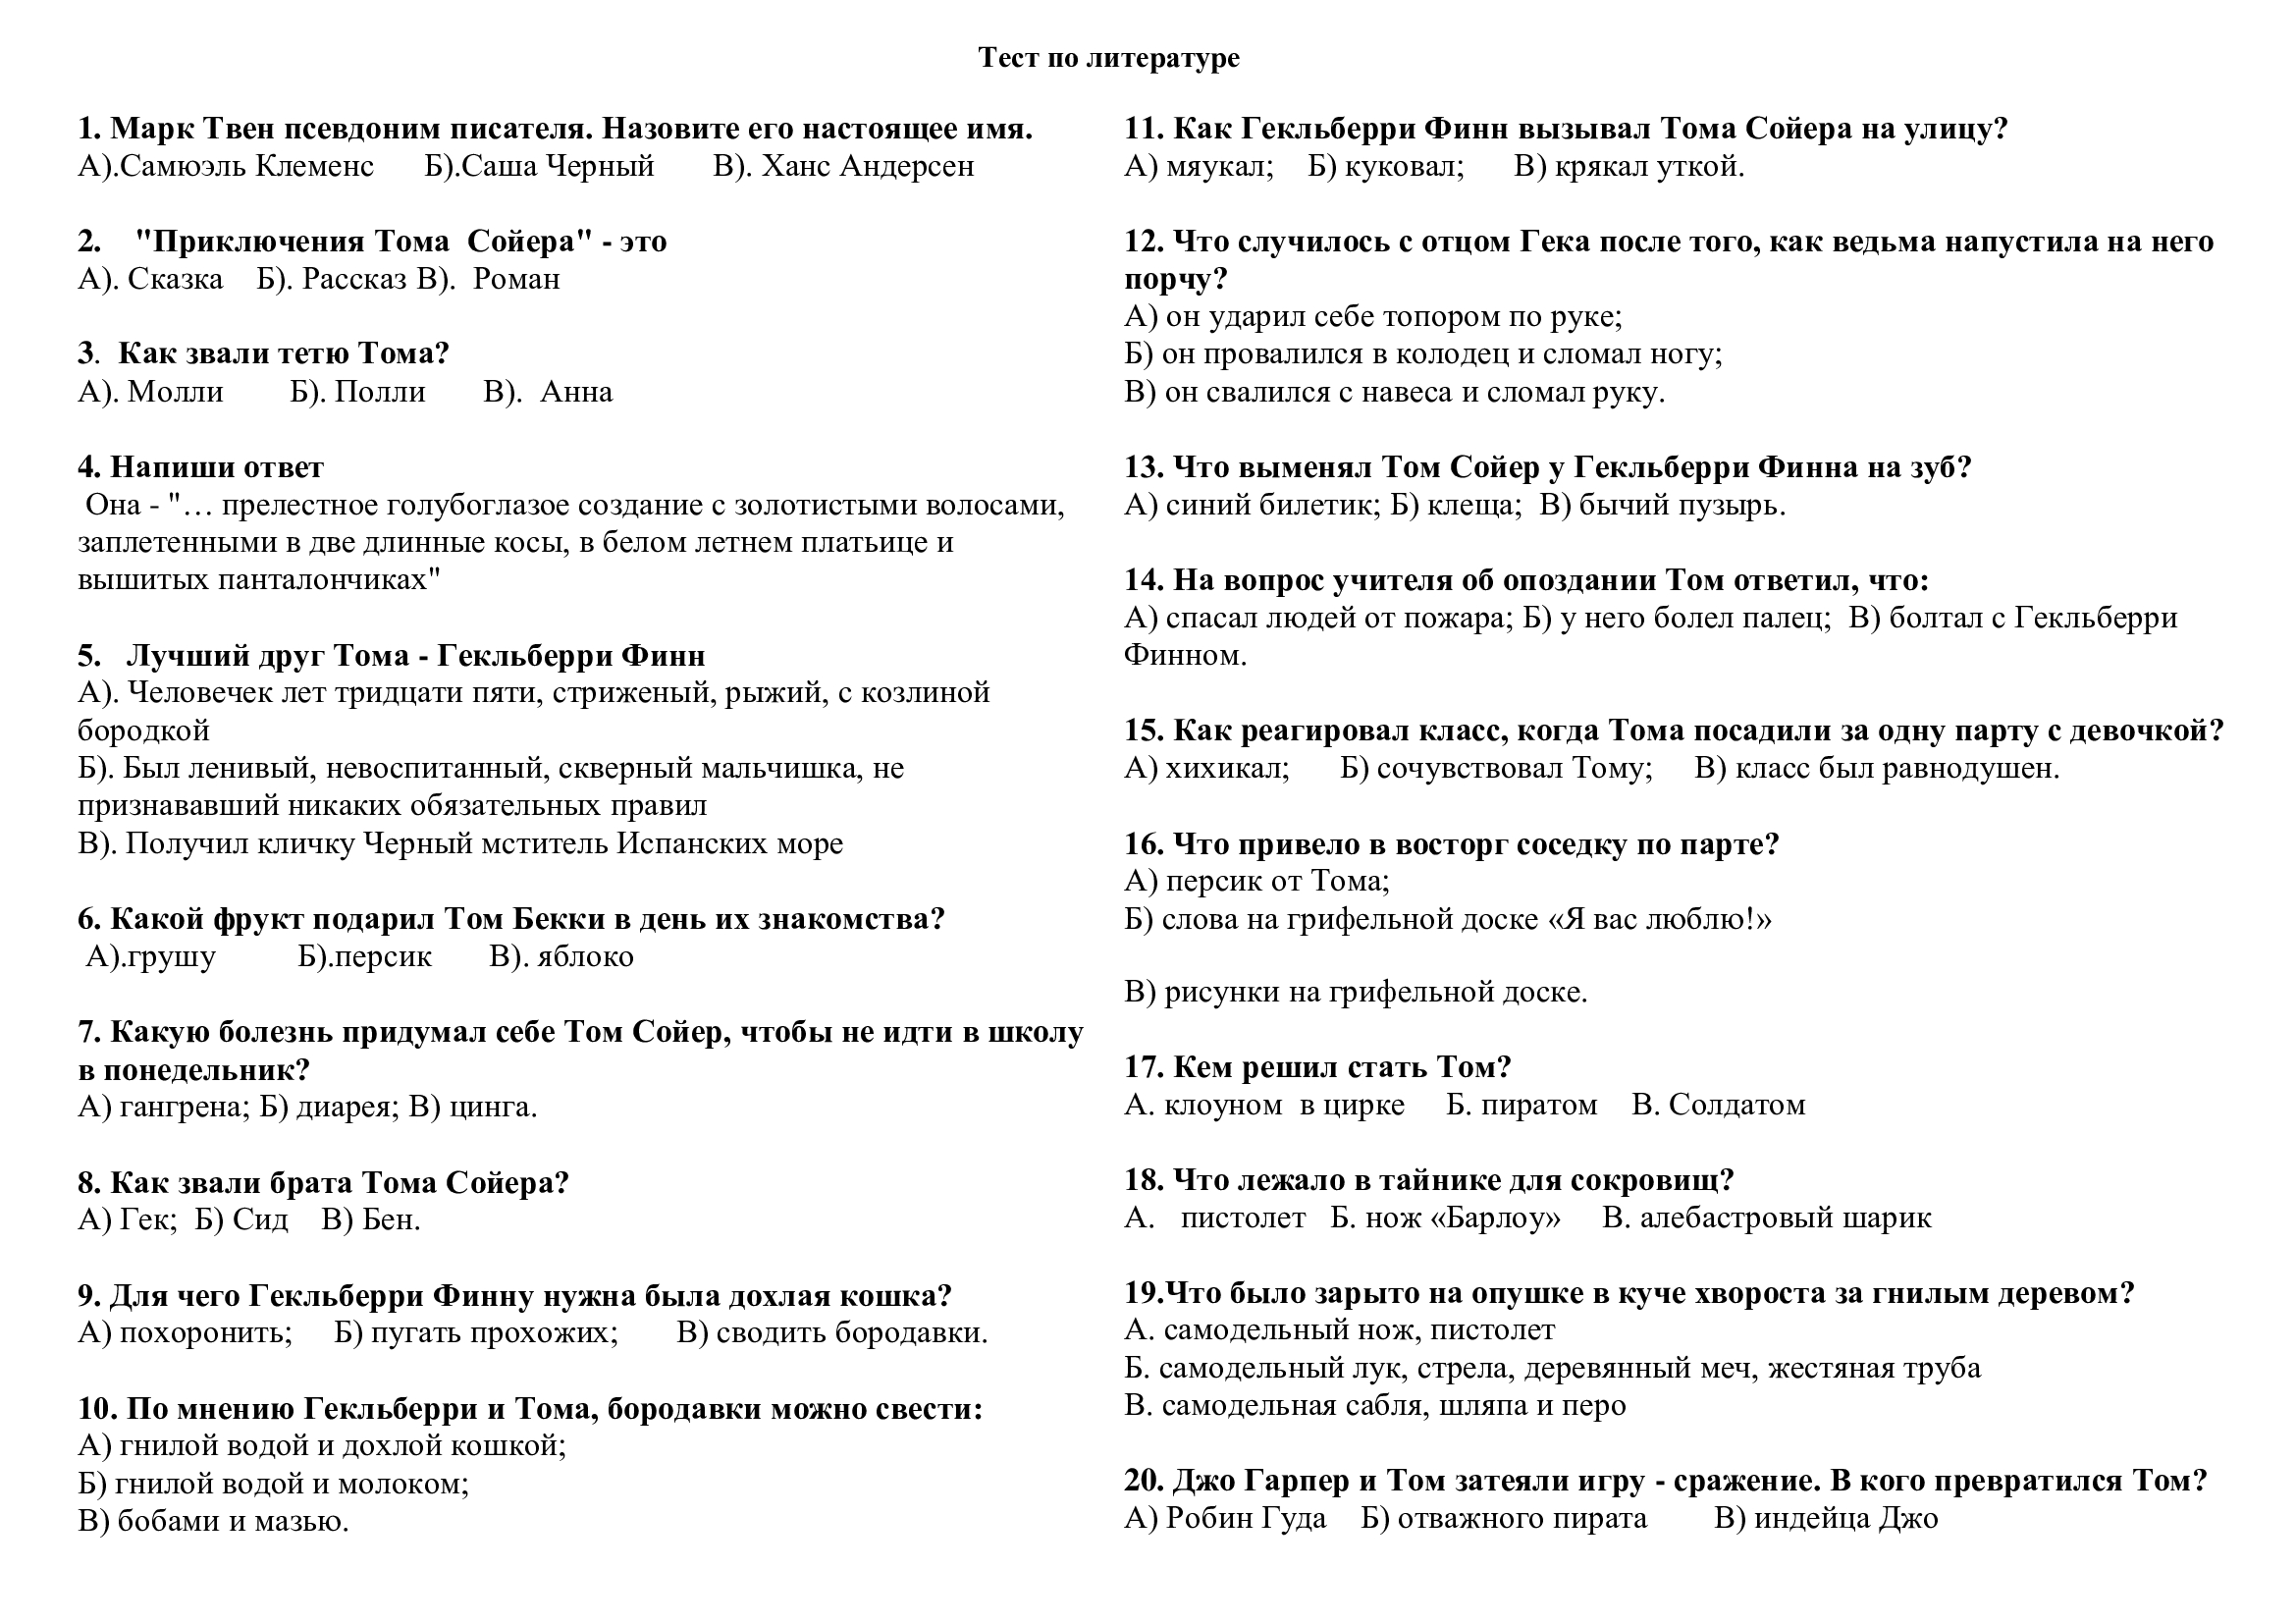 Тест по литературе
1. Марк Твен псевдоним писателя. Назовите его настоящее имя.
А).Самюэль Клеменс Б).Саша Черный В). Ханс Андерсен
2. "Приключения Тома Сойера" - это
А). Сказка Б). Рассказ В). Роман
3. Как звали тетю Тома?
А). Молли Б). Полли В). Анна
4. Напиши ответ
Она - "… прелестное голубоглазое создание с золотистыми волосами,
заплетенными в две длинные косы, в белом летнем платьице и
вышитых панталончиках"
5. Лучший друг Тома - Гекльберри Финн
А). Человечек лет тридцати пяти, стриженый, рыжий, с козлиной
бородкой
Б). Был ленивый, невоспитанный, скверный мальчишка, не
признававший никаких обязательных правил
В). Получил кличку Черный мститель Испанских море
6. Какой фрукт подарил Том Бекки в день их знакомства?
А).грушу Б).персик В). яблоко
7. Какую болезнь придумал себе Том Сойер, чтобы не идти в школу
в понедельник?
А) гангрена; Б) диарея; В) цинга.
8. Как звали брата Тома Сойера?
А) Гек; Б) Сид В) Бен.
9. Для чего Гекльберри Финну нужна была дохлая кошка?
А) похоронить; Б) пугать прохожих; В) сводить бородавки.
10. По мнению Гекльберри и Тома, бородавки можно свести:
А) гнилой водой и дохлой кошкой;
Б) гнилой водой и молоком;
В) бобами и мазью.
11. Как Гекльберри Финн вызывал Тома Сойера на улицу?
А) мяукал; Б) куковал; В) крякал уткой.
12. Что случилось с отцом Гека после того, как ведьма напустила на него
порчу?
А) он ударил себе топором по руке;
Б) он провалился в колодец и сломал ногу;
В) он свалился с навеса и сломал руку.
13. Что выменял Том Сойер у Гекльберри Финна на зуб?
А) синий билетик; Б) клеща; В) бычий пузырь.
14. На вопрос учителя об опоздании Том ответил, что:
А) спасал людей от пожара; Б) у него болел палец; В) болтал с Гекльберри
Финном.
15. Как реагировал класс, когда Тома посадили за одну парту с девочкой?
А) хихикал; Б) сочувствовал Тому; В) класс был равнодушен.
16. Что привело в восторг соседку по парте?
А) персик от Тома;
Б) слова на грифельной доске «Я вас люблю!»
В) рисунки на грифельной доске.
17. Кем решил стать Том?
А. клоуном в цирке Б. пиратом В. Солдатом
18. Что лежало в тайнике для сокровищ?
А. пистолет Б. нож «Барлоу» В. алебастровый шарик
19.Что было зарыто на опушке в куче хвороста за гнилым деревом?
А. самодельный нож, пистолет
Б. самодельный лук, стрела, деревянный меч, жестяная труба
В. самодельная сабля, шляпа и перо
20. Джо Гарпер и Том затеяли игру - сражение. В кого превратился Том?
А) Робин Гуда Б) отважного пирата В) индейца Джо